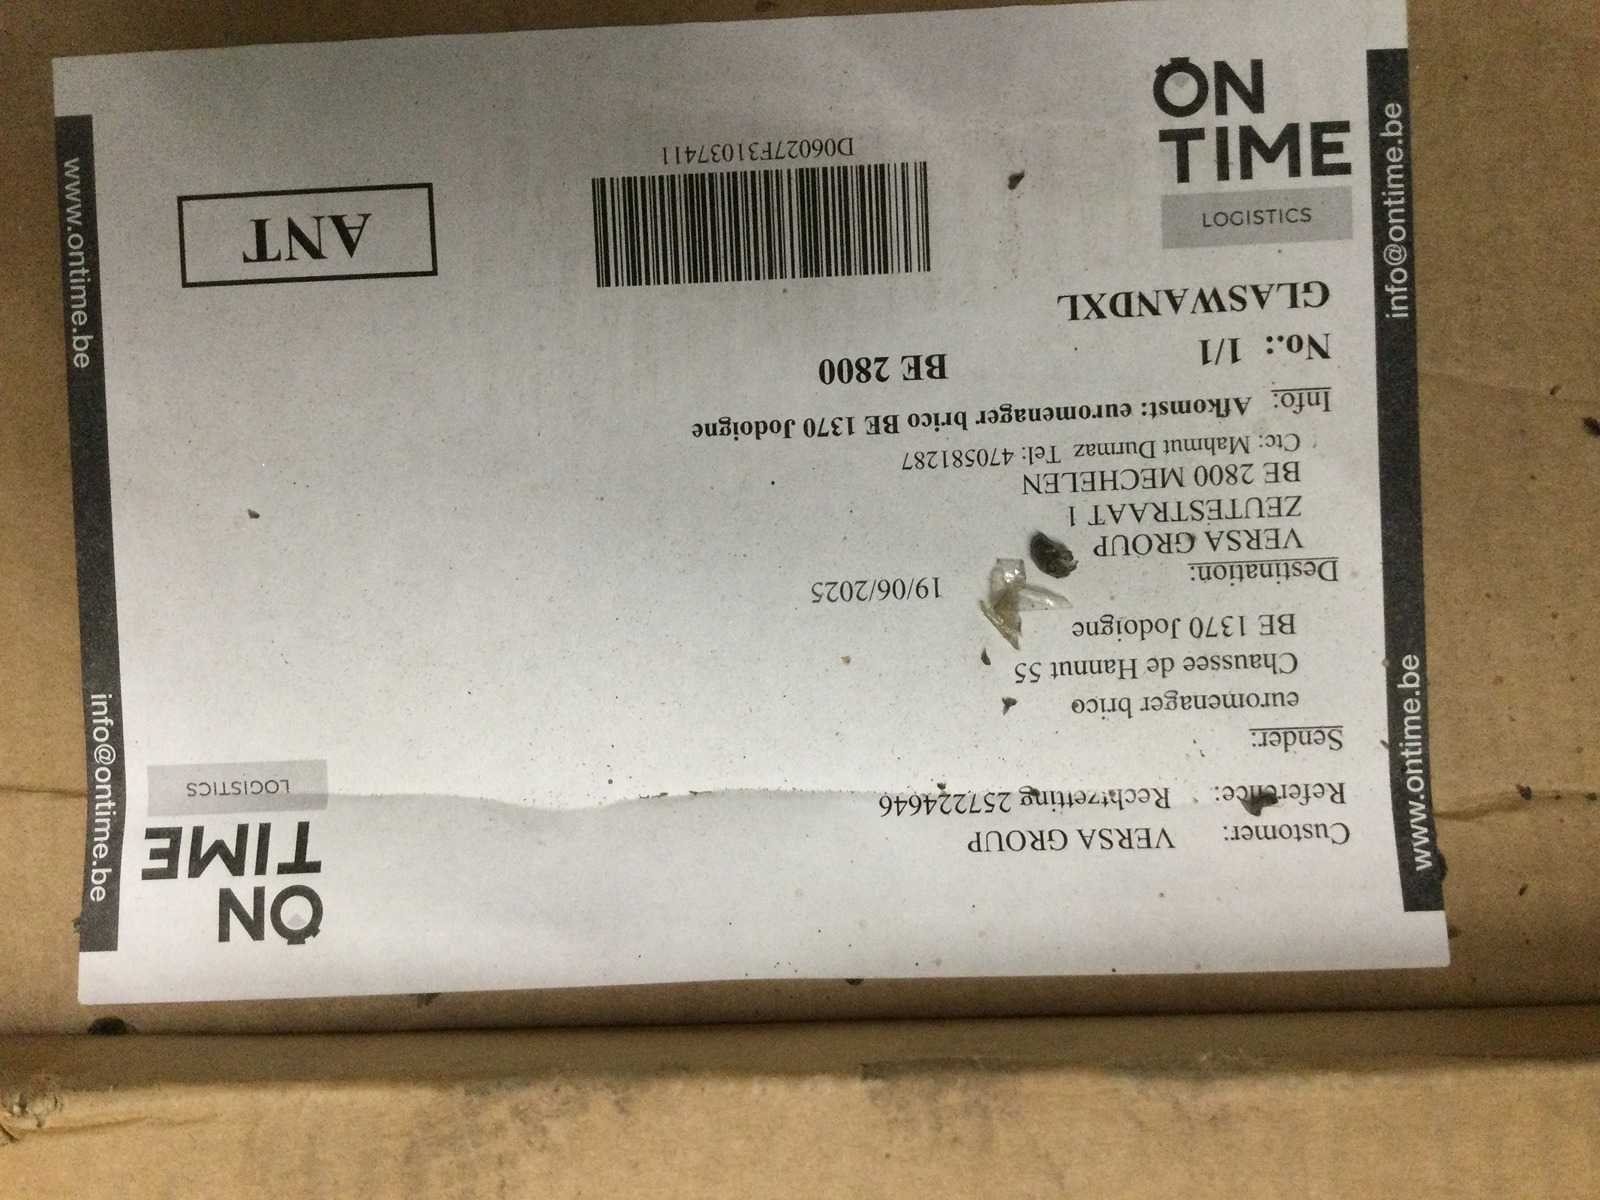 www.ontime.be
info@ontime.be
ON
TIME
LOGISTICS
Customer: VERSA GROUP
Reference: Rechtzetting 257224646
Sender:
euromenager brico
Chaussee de Hannut 55
BE 1370 Jodoigne
19/06/2025
Destination:
VERSA GROUP
ZEUTESTRAAT 1
BE 2800 MECHELEN
Ctc: Mahmut Durmaz Tel: 470581287
Info: Afkomst: euromenager brico BE 1370 Jodoigne
No.: 1/1 BE 2800
GLASWANDXL
ANT
D06027F31037411
ON
TIME
LOGISTICS
info@ontime.be
www.ontime.be